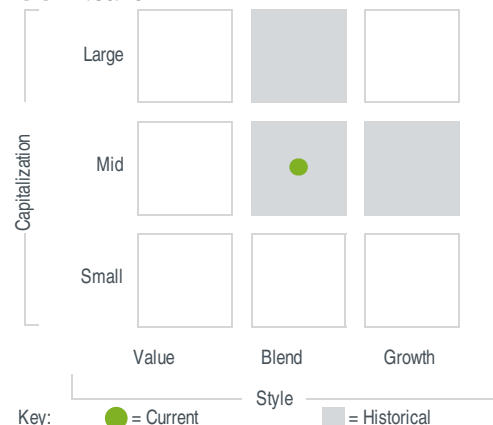 Large
Capitalization
Mid
Small
Value Blend Growth
Style
Key: = Current = Historical